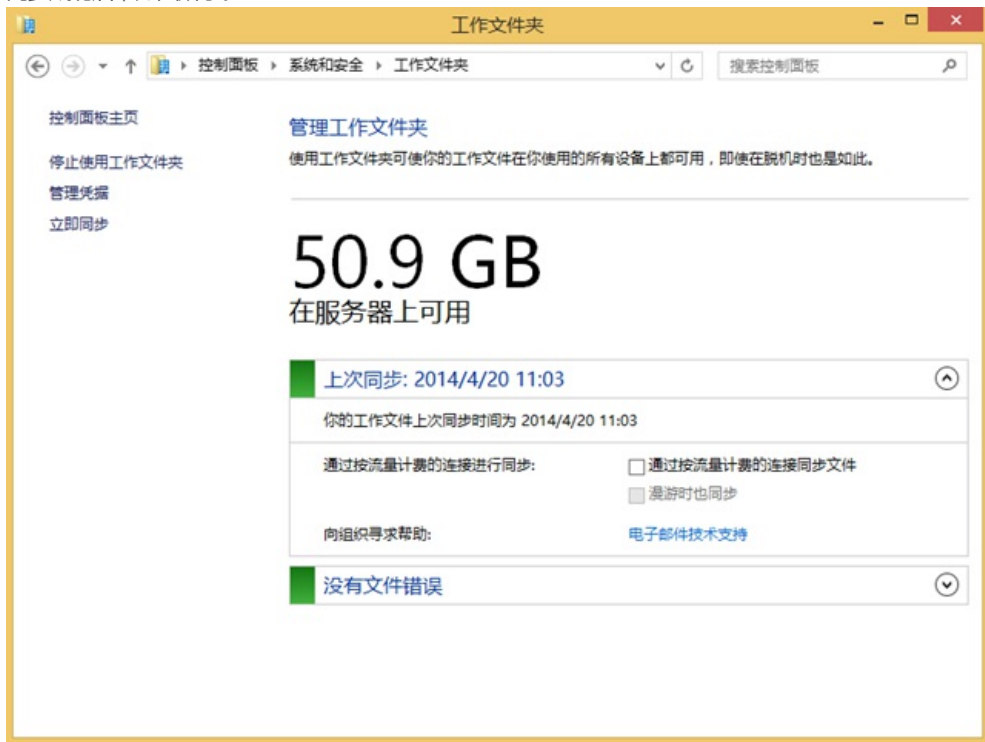 工作文件夹
控制面板 ▸ 系统和安全 ▸ 工作文件夹
搜索控制面板
控制面板主页
停止使用工作文件夹
管理凭据
立即同步
管理工作文件夹
使用工作文件夹可使你的工作文件在你使用的所有设备上都可用，即使在脱机时也是如此。
50.9 GB
在服务器上可用
上次同步: 2014/4/20 11:03
你的工作文件上次同步时间为 2014/4/20 11:03
通过按流量计费的连接进行同步:
通过按流量计费的连接同步文件
漫游时也同步
向组织寻求帮助:
电子邮件技术支持
没有文件错误